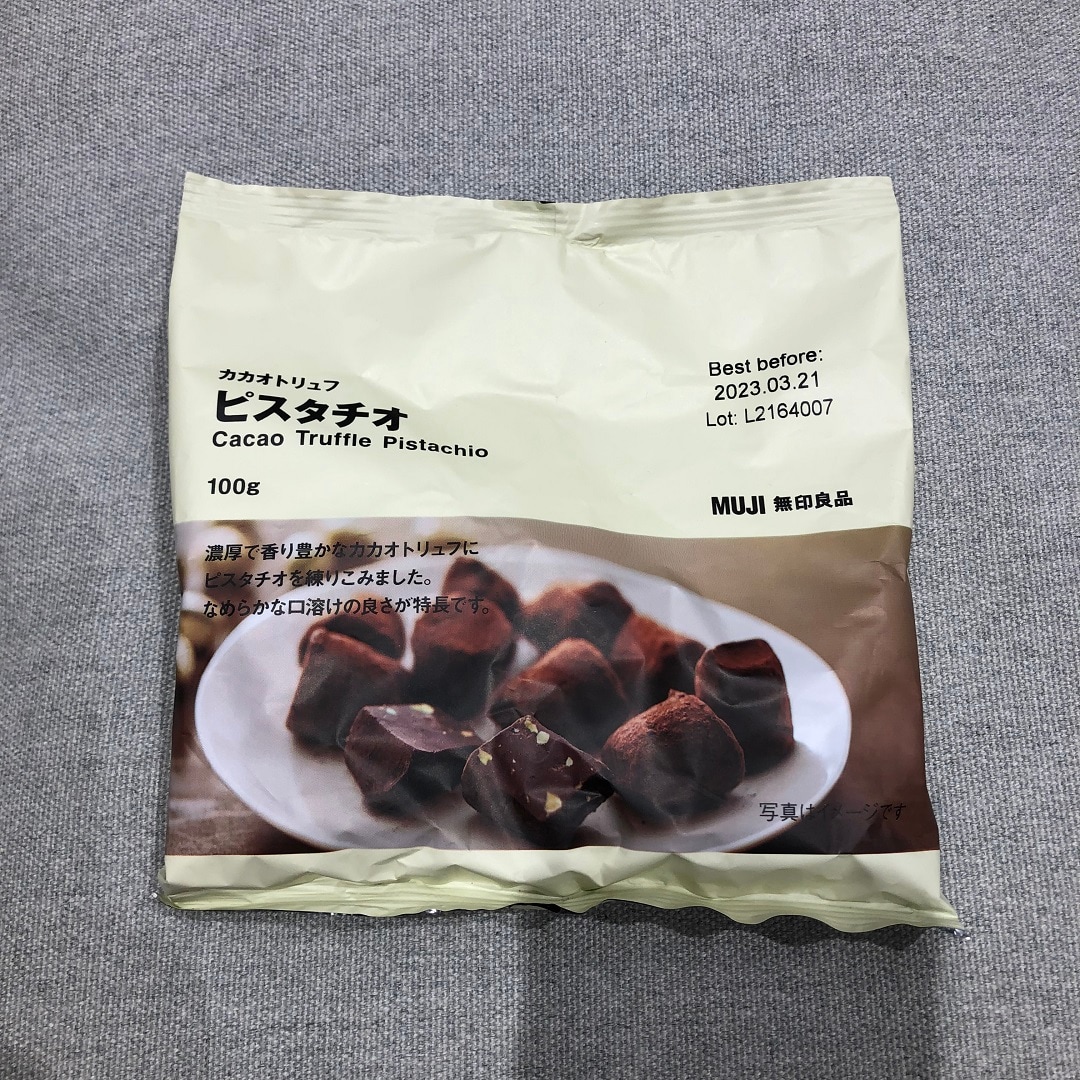 カカオトリュフ
ピスタチオ
Cacao Truffle Pistachio
100g
Best before:
2023.03.21
Lot: L2164007
MUJI 無印良品
濃厚で香り豊かなカカオトリュフに
ピスタチオを練りこみました。
なめらかな口溶けの良さが特長です。
写真はイメージです